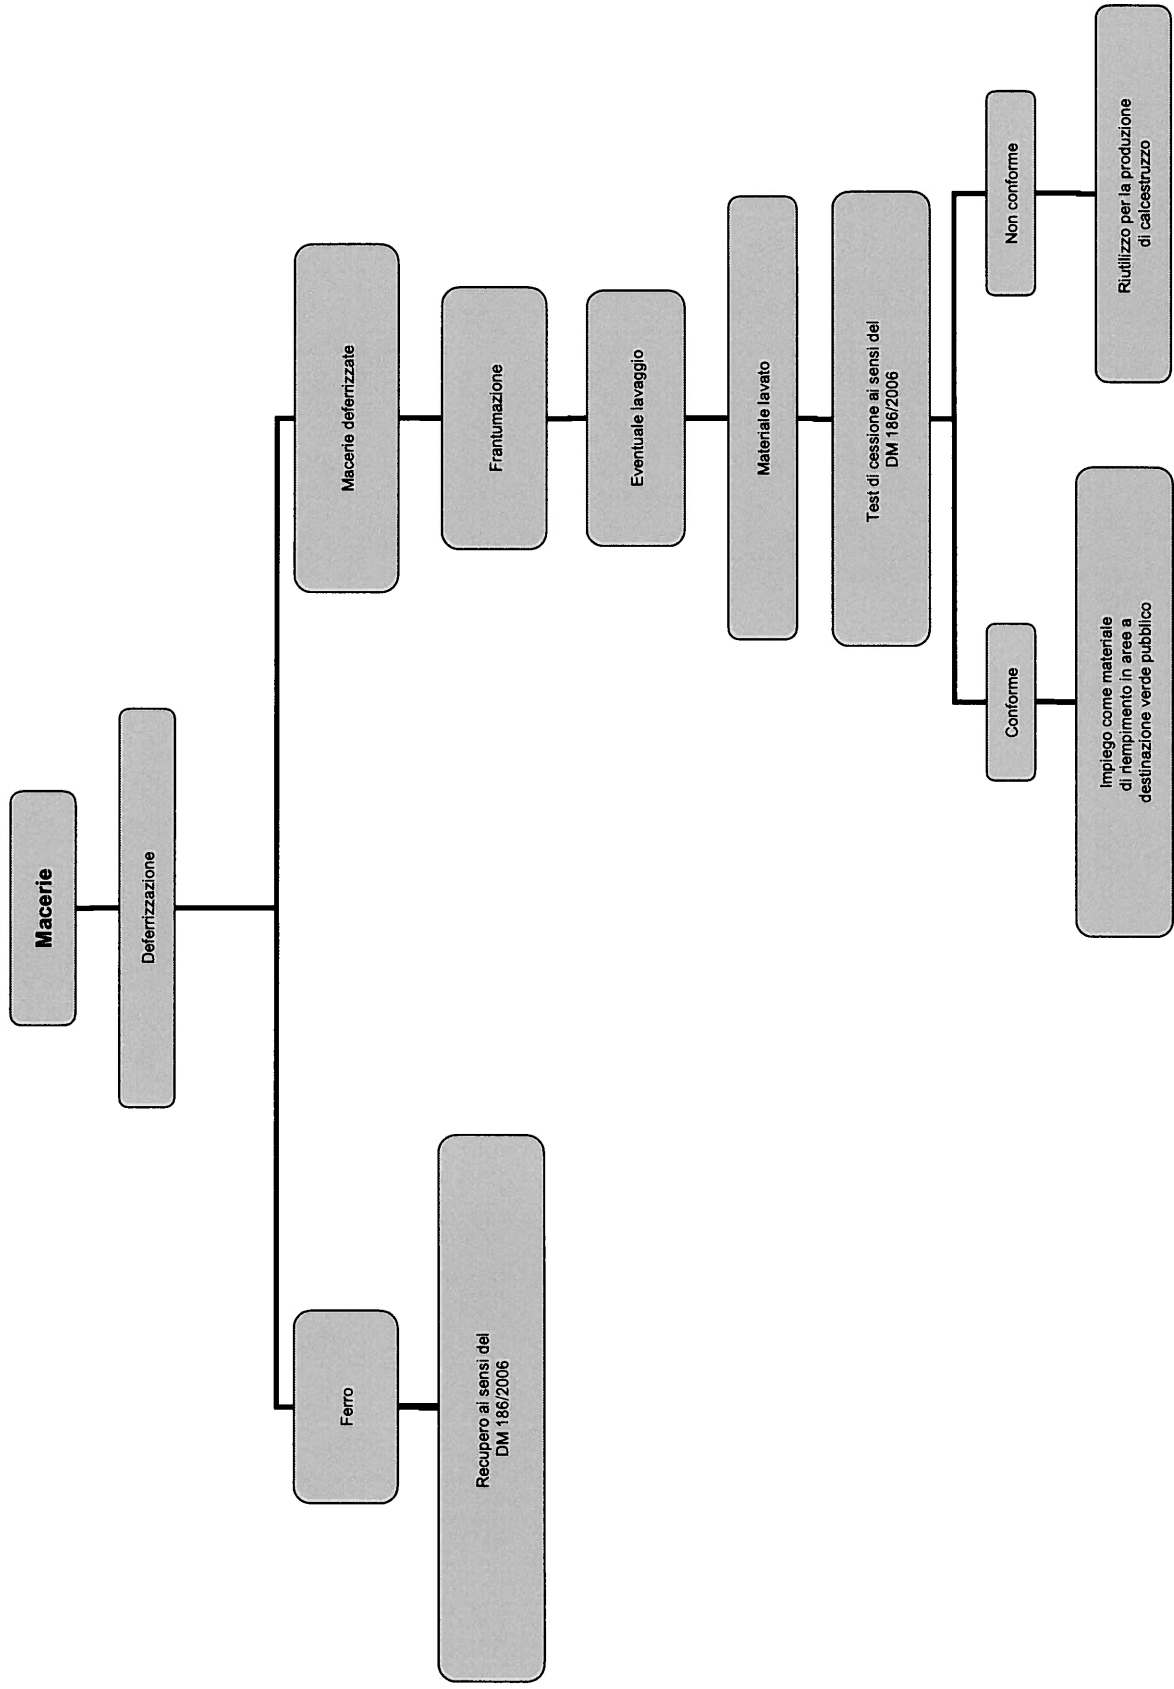 Macerie
Deferrizzazione
Ferro
Recupero ai sensi del
DM 186/2006
Macerie deferrizzate
Frantumazione
Eventuale lavaggio
Materiale lavato
Test di cessione ai sensi del
DM 186/2006
Conforme
Impiego come materiale
di riempimento in aree a
destinazione verde pubblico
Non conforme
Riutilizzo per la produzione
di calcestruzzo